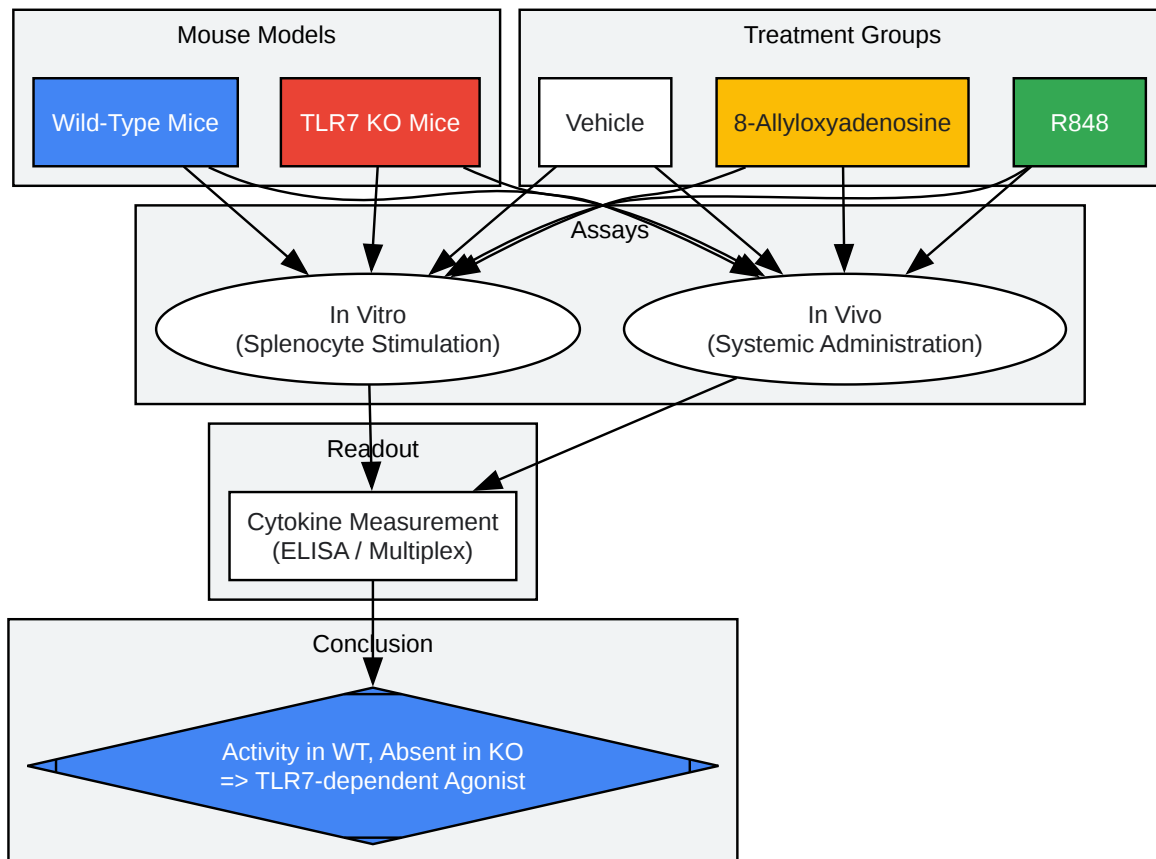 Mouse Models
Treatment Groups
Wild-Type Mice
TLR7 KO Mice
Vehicle
8-Allyloxyadenosine
R848
Assays
In Vitro
(Splenocyte Stimulation)
In Vivo
(Systemic Administration)
Readout
Cytokine Measurement
(ELISA / Multiplex)
Conclusion
Activity in WT, Absent in KO
=> TLR7-dependent Agonist